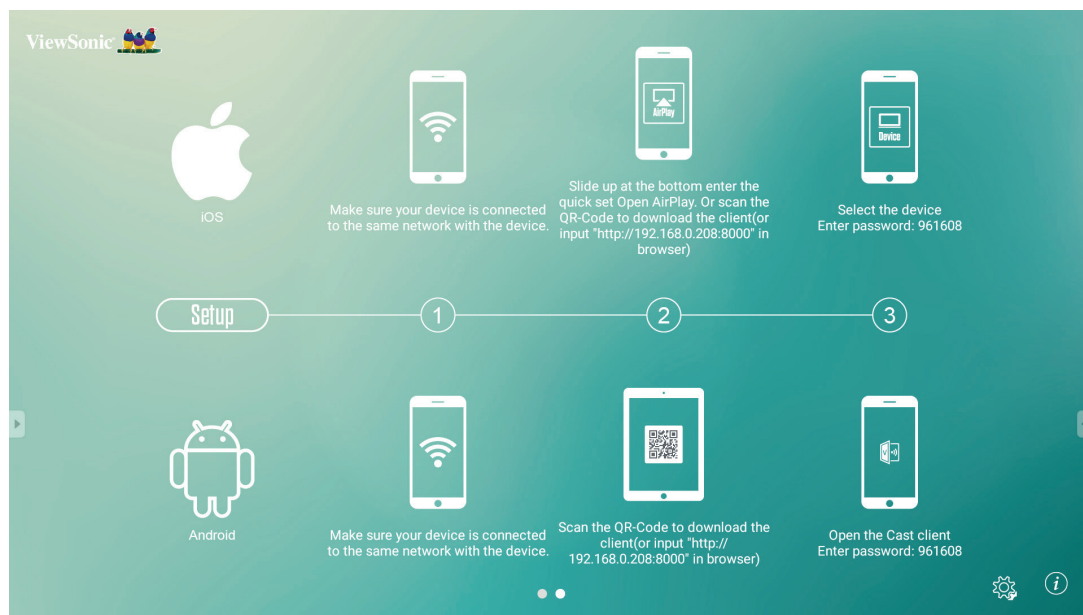 ViewSonic
AirPlay
Device
iOS
Make sure your device is connected
to the same network with the device.
Slide up at the bottom enter the
quick set Open AirPlay. Or scan the
QR-Code to download the client(or
input "http://192.168.0.208:8000" in
browser)
Select the device
Enter password: 961608
Setup
1
2
3
Android
Make sure your device is connected
to the same network with the device.
Scan the QR-Code to download the
client(or input "http://
192.168.0.208:8000" in browser)
Open the Cast client
Enter password: 961608